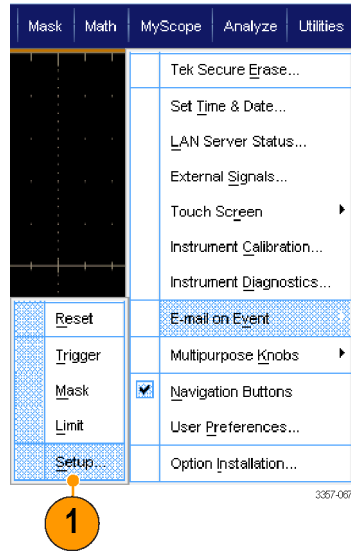 Mask Math MyScope Analyze Utilities
Tek Secure Erase...
Set Time & Date...
LAN Server Status...
External Signals...
Touch Screen
Instrument Calibration...
Instrument Diagnostics...
E-mail on Event
Multipurpose Knobs
Navigation Buttons
User Preferences...
Option Installation...
Reset
Trigger
Mask
Limit
Setup...
1
3357-067